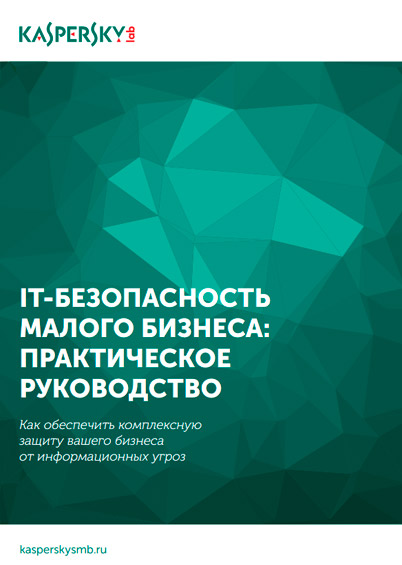 KASPERSKY lab
IT-БЕЗОПАСНОСТЬ
МАЛОГО БИЗНЕСА:
ПРАКТИЧЕСКОЕ
РУКОВОДСТВО
Как обеспечить комплексную
защиту вашего бизнеса
от информационных угроз
kasperskysmb.ru